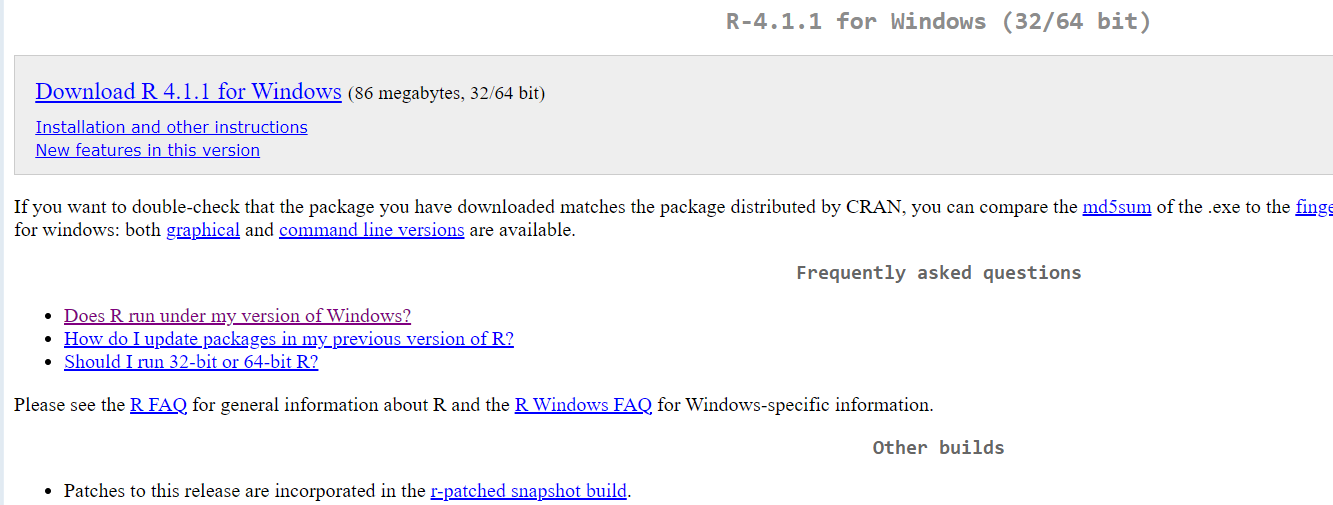 R-4.1.1 for Windows (32/64 bit)
Download R 4.1.1 for Windows (86 megabytes, 32/64 bit)
Installation and other instructions
New features in this version
If you want to double-check that the package you have downloaded matches the package distributed by CRAN, you can compare the md5sum of the .exe to the
for windows: both graphical and command line versions are available.
Frequently asked questions
Does R run under my version of Windows?
How do I update packages in my previous version of R?
Should I run 32-bit or 64-bit R?
Please see the R FAQ for general information about R and the R Windows FAQ for Windows-specific information.
Other builds
Patches to this release are incorporated in the r-patched snapshot build.